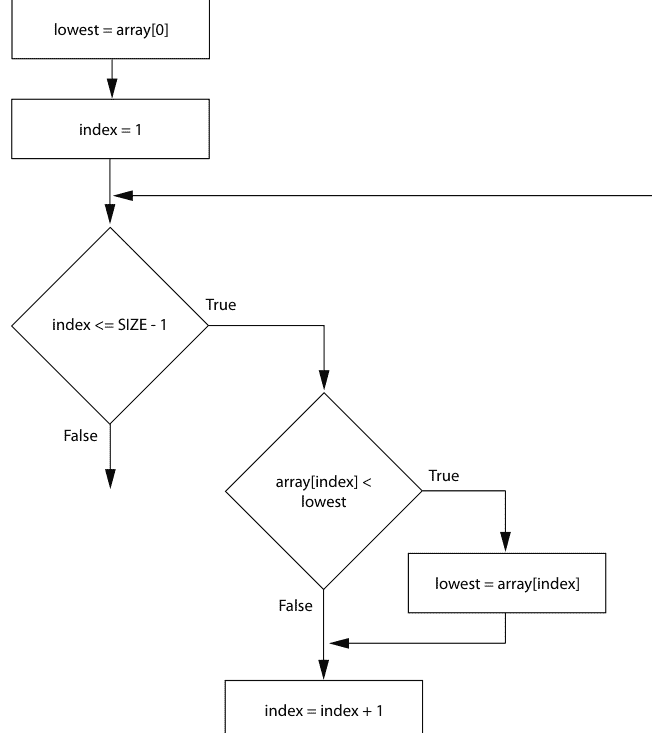 lowest = array[0]
index = 1
True
index <= SIZE - 1
False
array[index] <
lowest
True
lowest = array[index]
False
index = index + 1